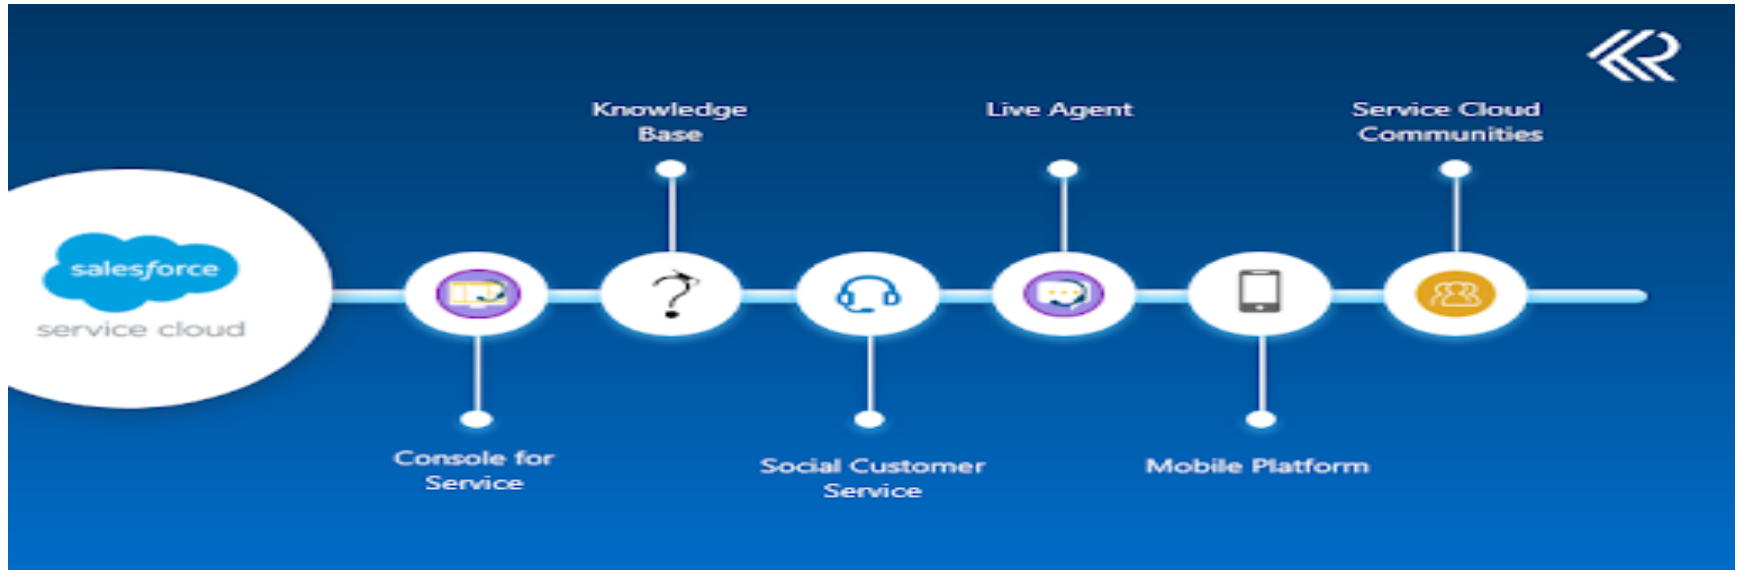 salesforce
service cloud
Console for
Service
Knowledge
Base
Social Customer
Service
Live Agent
Mobile Platform
Service Cloud
Communities